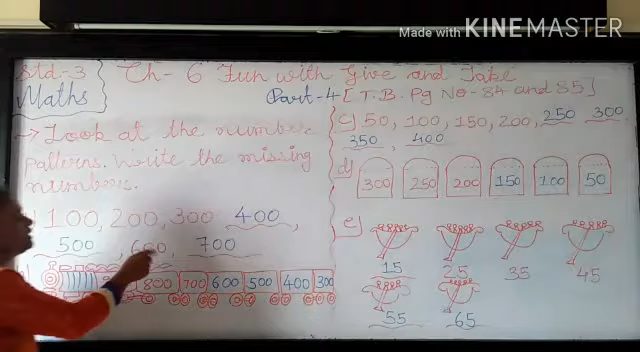 Made with KINEMASTER
Std-3
Maths
Ch-6 Fun with Give and Take
Part-4 [T.B. Pg No-84 and 85]
→ Look at the number
patterns. Write the missing
numbers.
100, 200, 300 400,
500, 600, 700
800 700 600 500 400 300
c) 50, 100, 150, 200, 250 300
350, 400
d) 300 250 200 150 100 50
e)
15 25 35 45
55 65